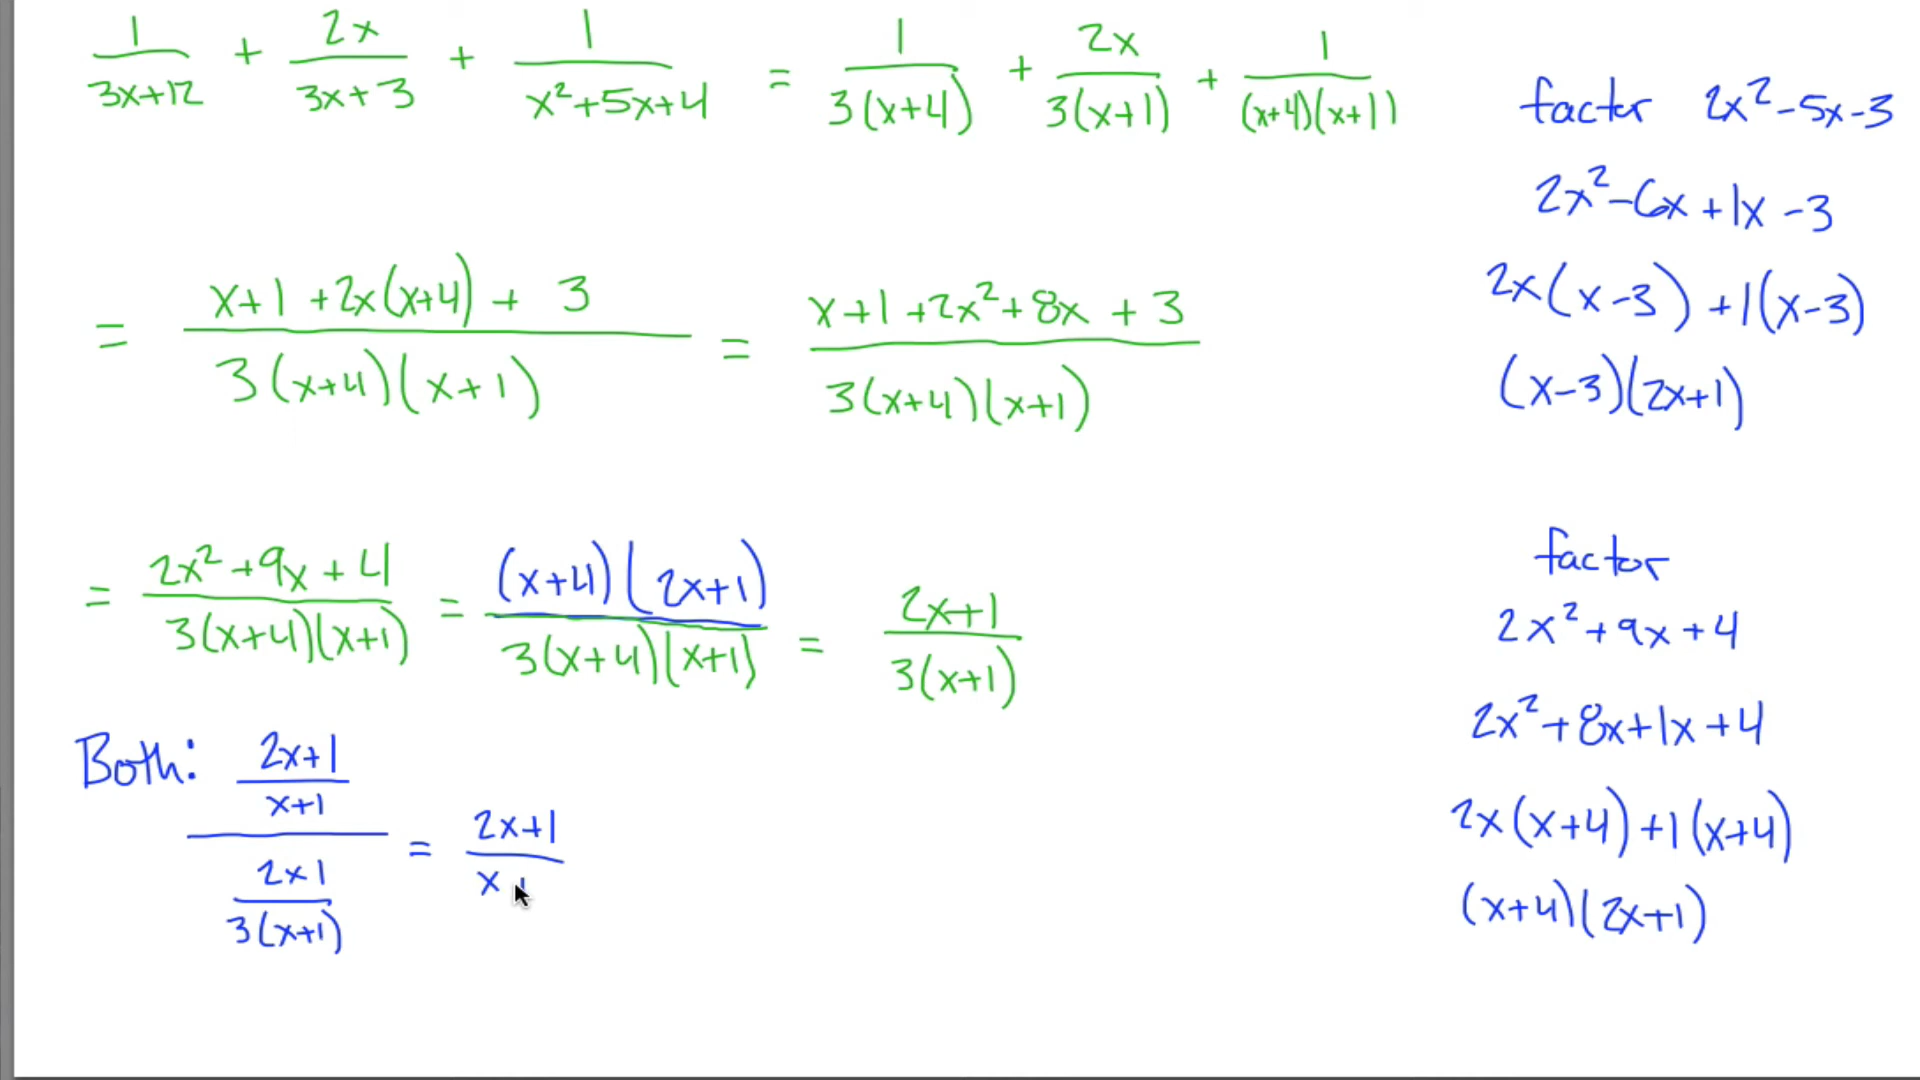 1/(3x+12) + 2x/(3x+3) + 1/(x²+5x+4) = 1/(3(x+4)) + 2x/(3(x+1)) + 1/((x+4)(x+1))
= (x+1+2x(x+4)+3)/(3(x+4)(x+1)) = (x+1+2x²+8x+3)/(3(x+4)(x+1))
= (2x²+9x+4)/(3(x+4)(x+1)) = ((x+4)(2x+1))/(3(x+4)(x+1)) = (2x+1)/(3(x+1))
Both: ((2x+1)/(x+1))/((2x1)/(3(x+1))) = (2x+1)/(x
factor 2x²-5x-3
2x²-6x+1x-3
2x(x-3)+1(x-3)
(x-3)(2x+1)
factor
2x²+9x+4
2x²+8x+1x+4
2x(x+4)+1(x+4)
(x+4)(2x+1)